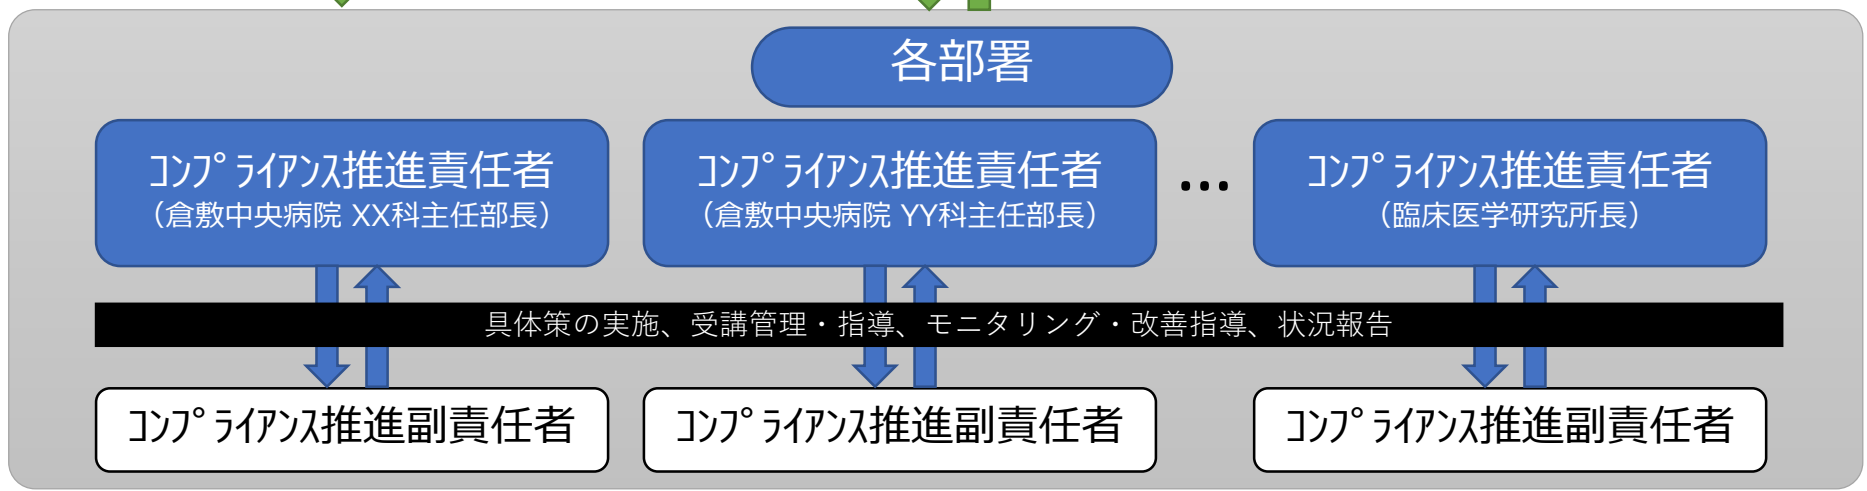 各部署
ｺﾝﾌﾟﾗｲｱﾝｽ推進責任者
（倉敷中央病院 XX科主任部長）
ｺﾝﾌﾟﾗｲｱﾝｽ推進責任者
（倉敷中央病院 YY科主任部長）
…
ｺﾝﾌﾟﾗｲｱﾝｽ推進責任者
（臨床医学研究所長）
具体策の実施、受講管理・指導、モニタリング・改善指導、状況報告
ｺﾝﾌﾟﾗｲｱﾝｽ推進副責任者
ｺﾝﾌﾟﾗｲｱﾝｽ推進副責任者
ｺﾝﾌﾟﾗｲｱﾝｽ推進副責任者